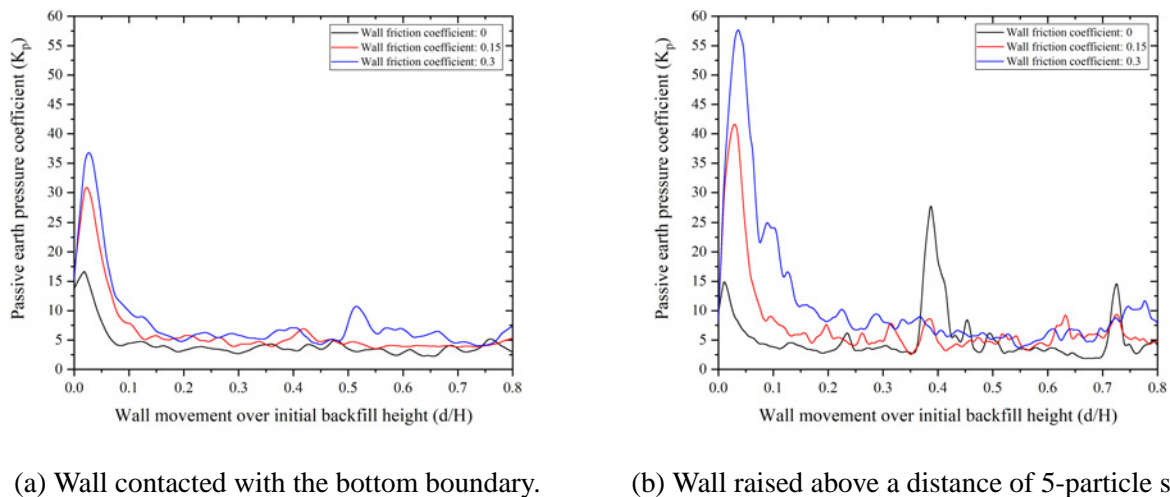 Passive earth pressure coefficient (Kₚ)
60
55
50
45
40
35
30
25
20
15
10
5
0
Wall friction coefficient: 0
Wall friction coefficient: 0.15
Wall friction coefficient: 0.3
0.0 0.1 0.2 0.3 0.4 0.5 0.6 0.7 0.8
Wall movement over initial backfill height (d/H)
(a) Wall contacted with the bottom boundary.
Passive earth pressure coefficient (Kₚ)
60
55
50
45
40
35
30
25
20
15
10
5
0
Wall friction coefficient: 0
Wall friction coefficient: 0.15
Wall friction coefficient: 0.3
0.0 0.1 0.2 0.3 0.4 0.5 0.6 0.7 0.8
Wall movement over initial backfill height (d/H)
(b) Wall raised above a distance of 5-particle s